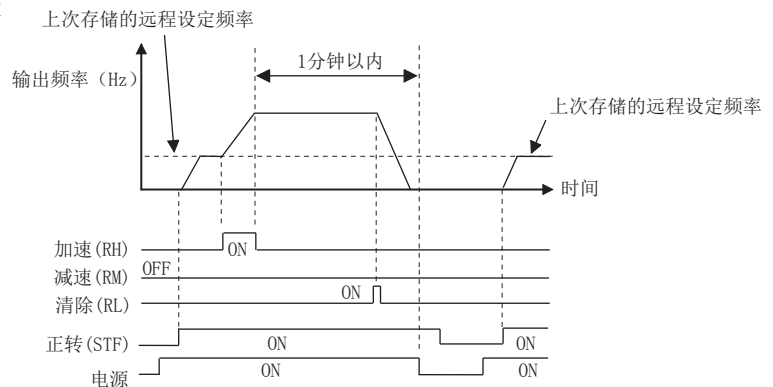 上次存储的远程设定频率
1分钟以内
输出频率（Hz）
上次存储的远程设定频率
时间
加速(RH)
ON
减速(RM)
OFF
清除(RL)
ON
正转(STF)
ON
ON
电源
ON
ON